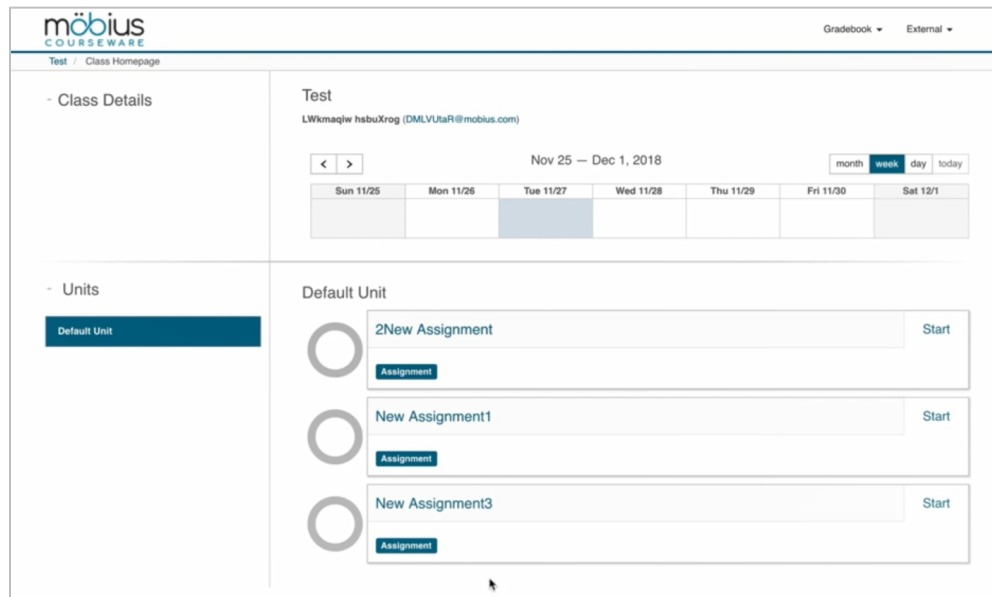 möbius
COURSEWARE
Gradebook External
Test / Class Homepage
- Class Details
Test
LWkmaqiw hsbuXrog (DMLVUtaR@mobius.com)
< > Nov 25 — Dec 1, 2018 month week day today
Sun 11/25 Mon 11/26 Tue 11/27 Wed 11/28 Thu 11/29 Fri 11/30 Sat 12/1
- Units
Default Unit
Default Unit
2New Assignment Start
Assignment
New Assignment1 Start
Assignment
New Assignment3 Start
Assignment